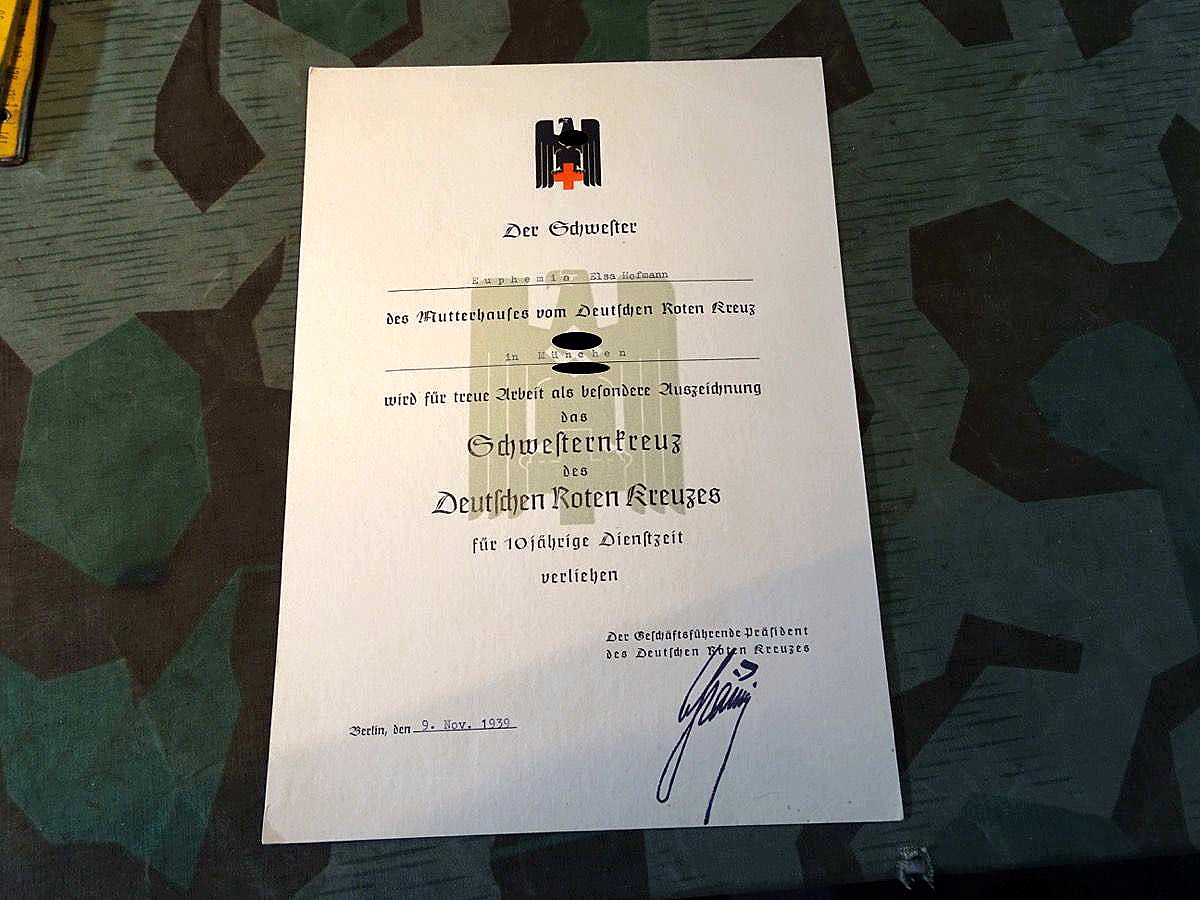 Der Schwester
Euphemia Elsa Hofmann
des Mutterhauses vom Deutschen Roten Kreuz
in München
wird für treue Arbeit als besondere Auszeichnung
das
Schwesternkreuz
des
Deutschen Roten Kreuzes
für 10jährige Dienstzeit
verliehen
Der Geschäftsführende Präsident
des Deutschen Roten Kreuzes
Berlin, den 9. Nov. 1939